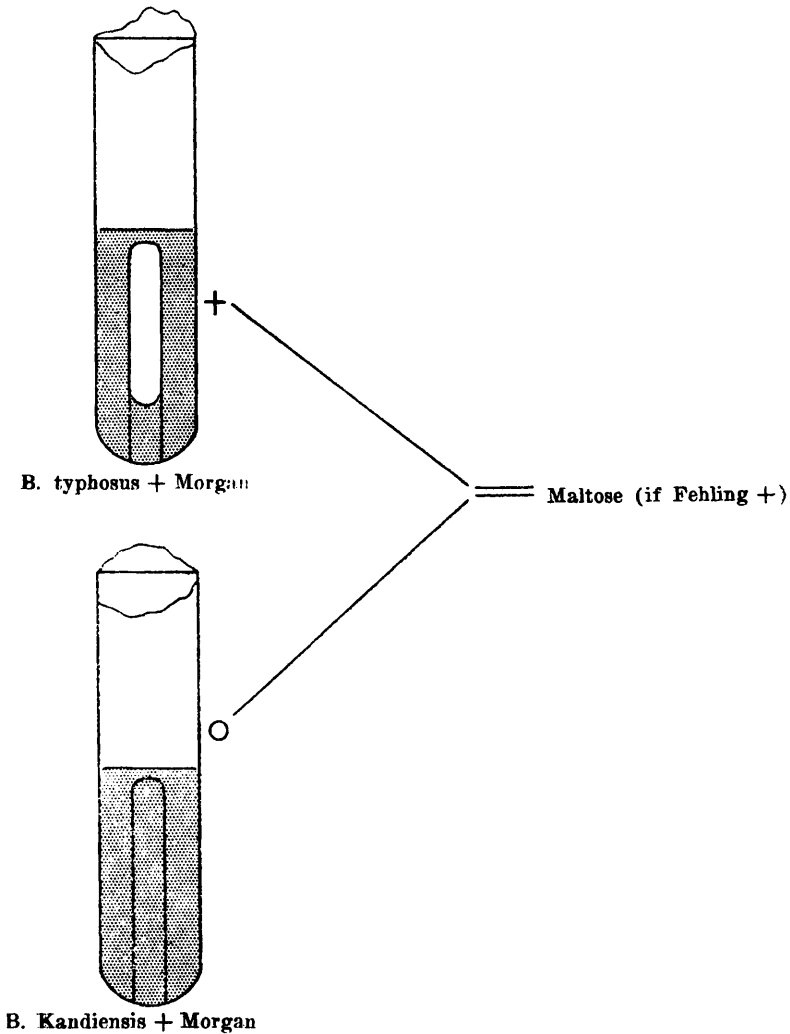 +
B. typhosus + Morgan
Maltose (if Fehling +)
O
B. Kandiensis + Morgan